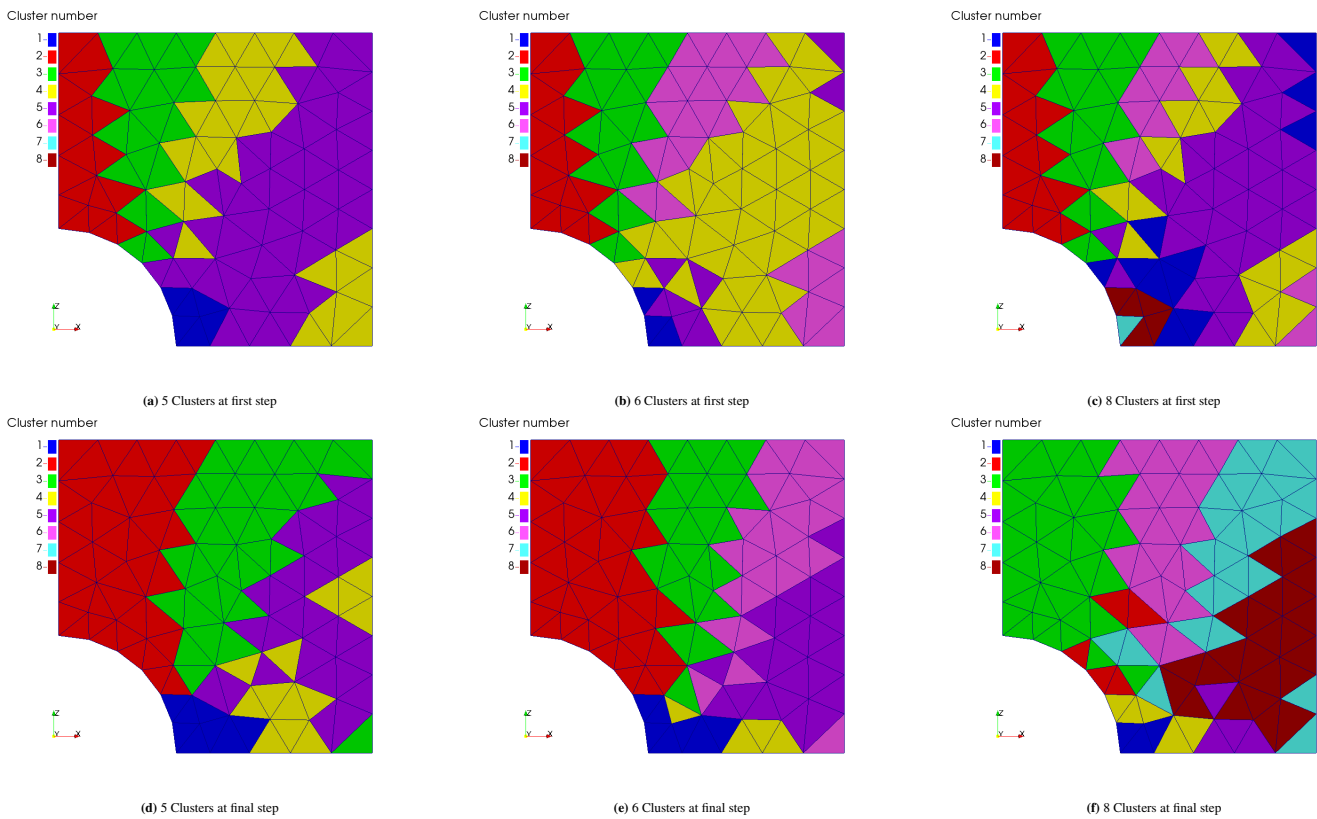 Cluster number
1
2
3
4
5
6
7
8
Z
Y
X
(a) 5 Clusters at first step
Cluster number
1
2
3
4
5
6
7
8
Z
Y
X
(b) 6 Clusters at first step
Cluster number
1
2
3
4
5
6
7
8
Z
Y
X
(c) 8 Clusters at first step
Cluster number
1
2
3
4
5
6
7
8
Z
Y
X
(d) 5 Clusters at final step
Cluster number
1
2
3
4
5
6
7
8
Z
Y
X
(e) 6 Clusters at final step
Cluster number
1
2
3
4
5
6
7
8
Z
Y
X
(f) 8 Clusters at final step